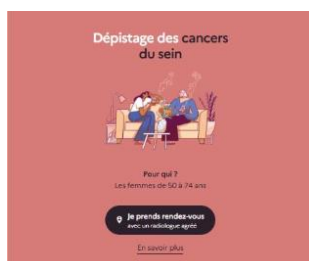 Dépistage des cancers
du sein
Pour qui ?
Les femmes de 50 à 74 ans
Je prends rendez-vous
avec un radiologue agréé
En savoir plus